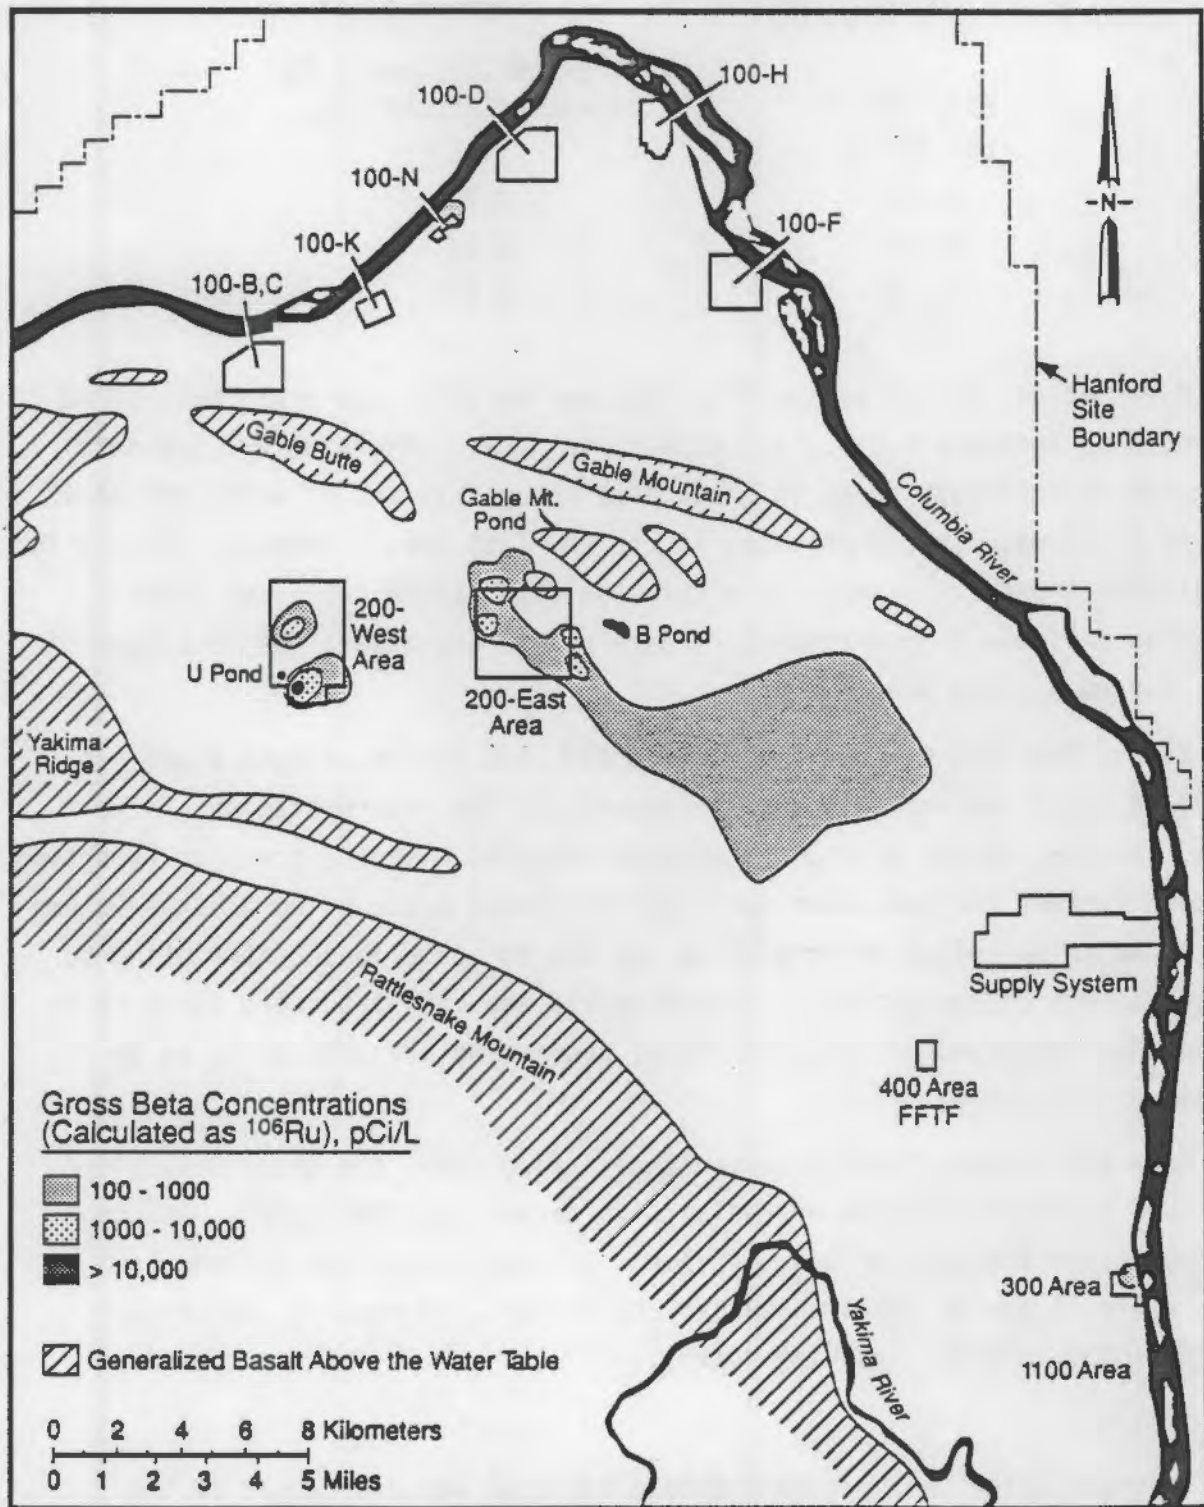 100-H
100-D
100-N
-N-
100-F
100-K
100-B,C
Hanford
Site
Boundary
Gable Butte
Gable Mountain
Gable Mt.
Pond
Columbia River
200-
West
Area
B Pond
U Pond
200-East
Area
Yakima
Ridge
Supply System
Rattlesnake Mountain
400 Area
FFTF
Gross Beta Concentrations
(Calculated as ¹⁰⁶Ru), pCi/L
100 - 1000
1000 - 10,000
> 10,000
300 Area
Yakima River
Generalized Basalt Above the Water Table
1100 Area
0 2 4 6 8 Kilometers
0 1 2 3 4 5 Miles